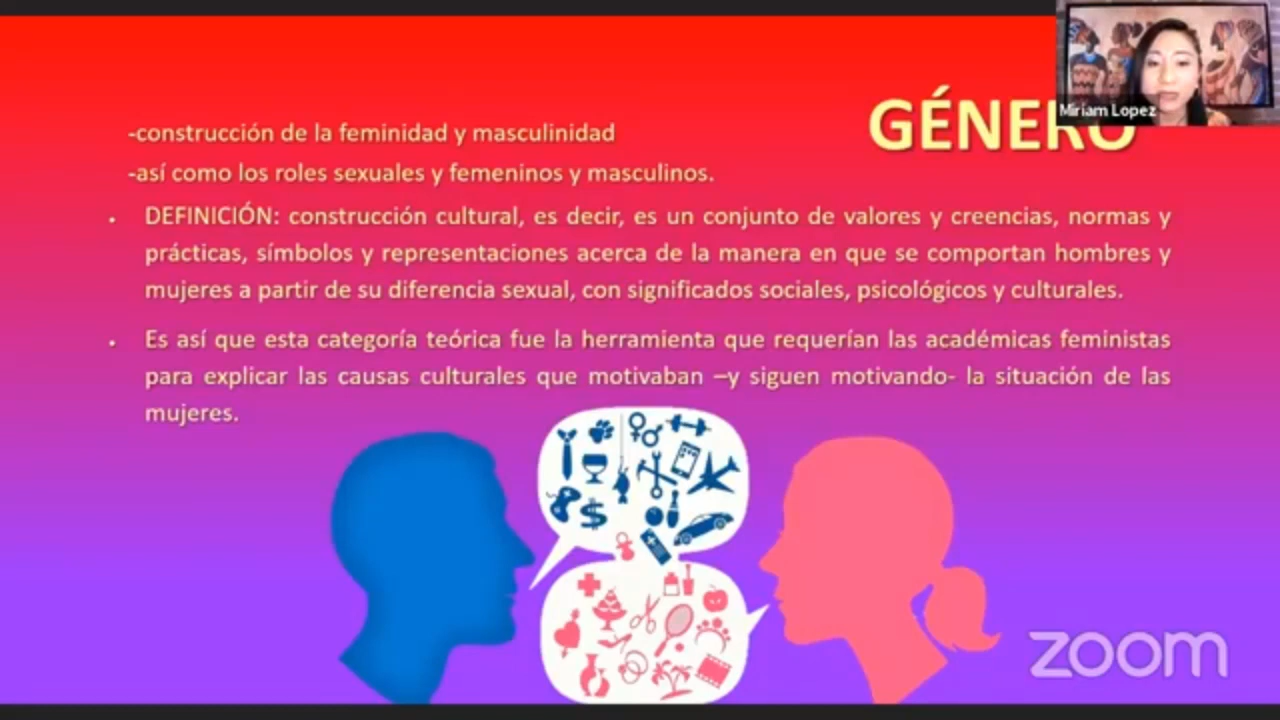 GÉNERO
Miriam Lopez
-construcción de la feminidad y masculinidad
-así como los roles sexuales y femeninos y masculinos.
• DEFINICIÓN: construcción cultural, es decir, es un conjunto de valores y creencias, normas y
prácticas, símbolos y representaciones acerca de la manera en que se comportan hombres y
mujeres a partir de su diferencia sexual, con significados sociales, psicológicos y culturales.
• Es así que esta categoría teórica fue la herramienta que requerían las académicas feministas
para explicar las causas culturales que motivaban –y siguen motivando- la situación de las
mujeres.
zoom